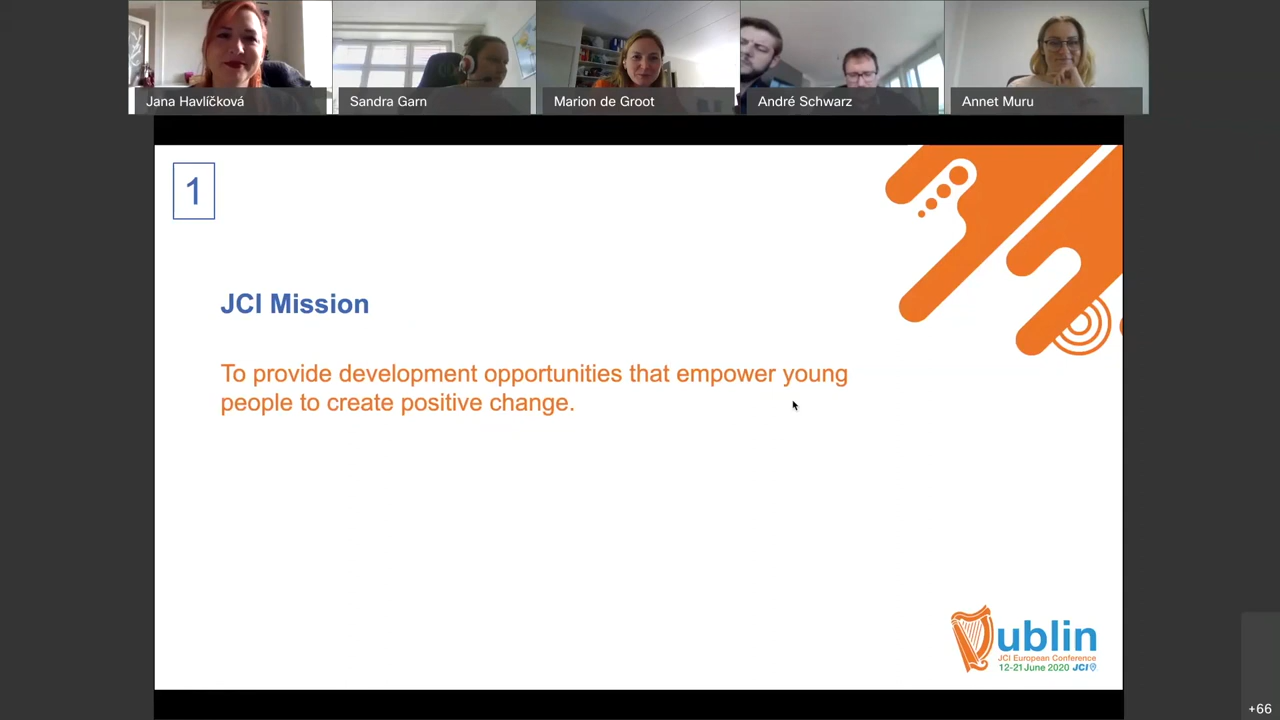 Jana Havlíčková
Sandra Garn
Marion de Groot
André Schwarz
Annet Muru
1
JCI Mission
To provide development opportunities that empower young
people to create positive change.
Dublin
JCI European Conference
12-21 June 2020 JCI
+66